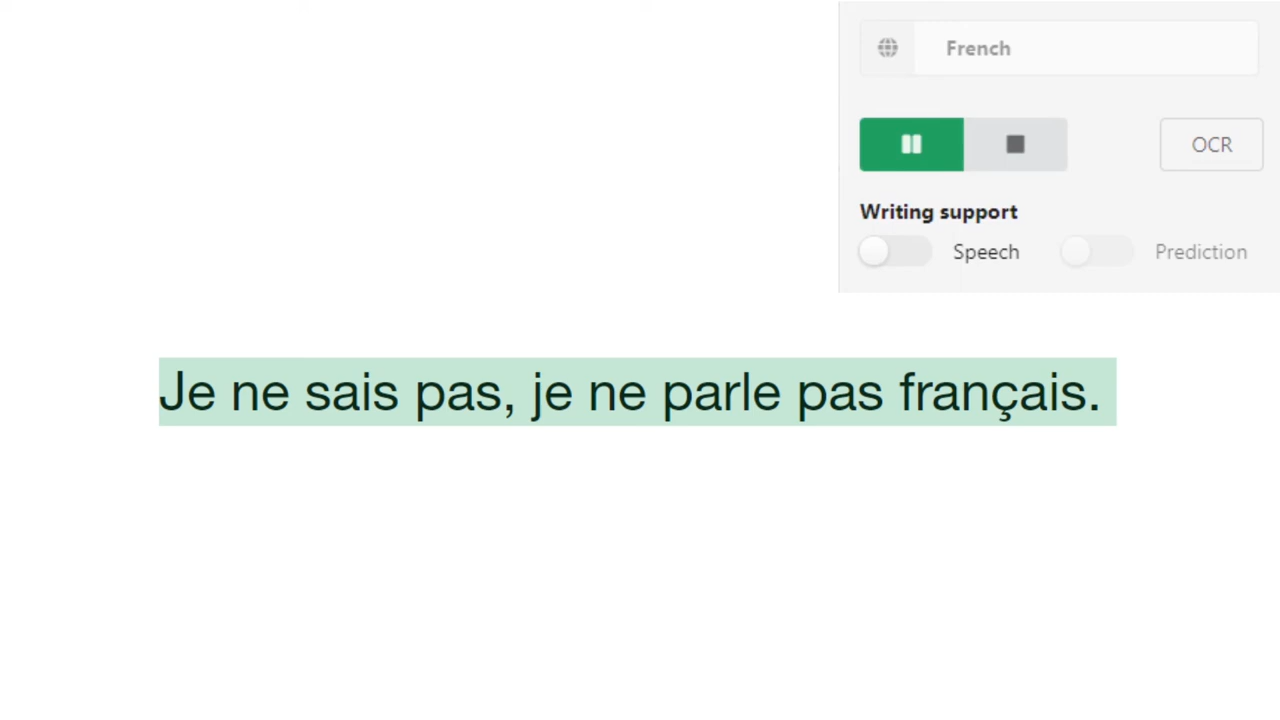 French
OCR
Writing support
Speech Prediction
Je ne sais pas, je ne parle pas français.